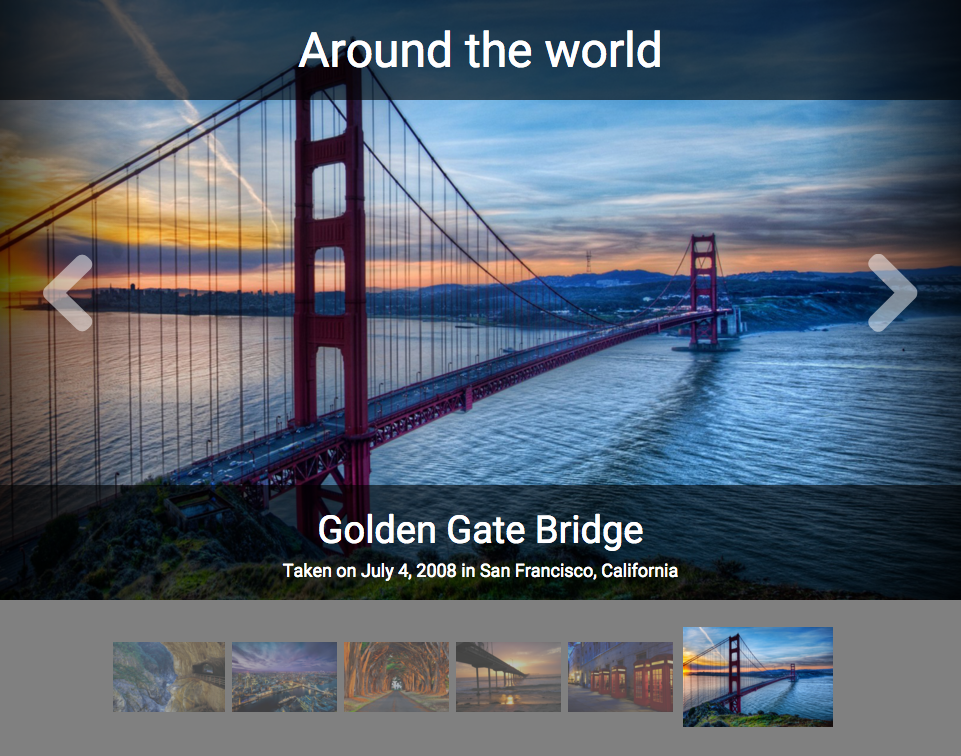 Around the world
Golden Gate Bridge
Taken on July 4, 2008 in San Francisco, California